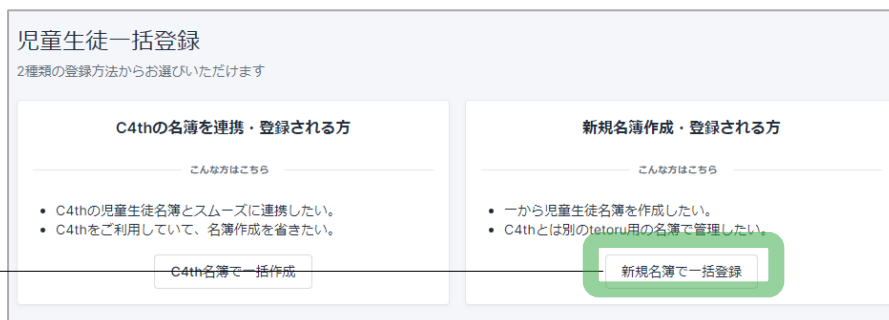 児童生徒一括登録
2種類の登録方法からお選びいただけます
C4thの名簿を連携・登録される方
こんな方はこちら
• C4thの児童生徒名簿とスムーズに連携したい。
• C4thをご利用していて、名簿作成を省きたい。
C4th名簿で一括作成
新規名簿作成・登録される方
こんな方はこちら
• 一から児童生徒名簿を作成したい。
• C4thとは別のtetoru用の名簿で管理したい。
新規名簿で一括登録